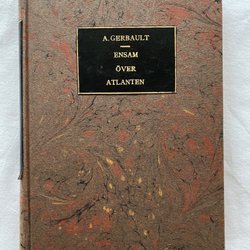 A. GERBAULT
ENSAM
ÖVER
ATLANTEN